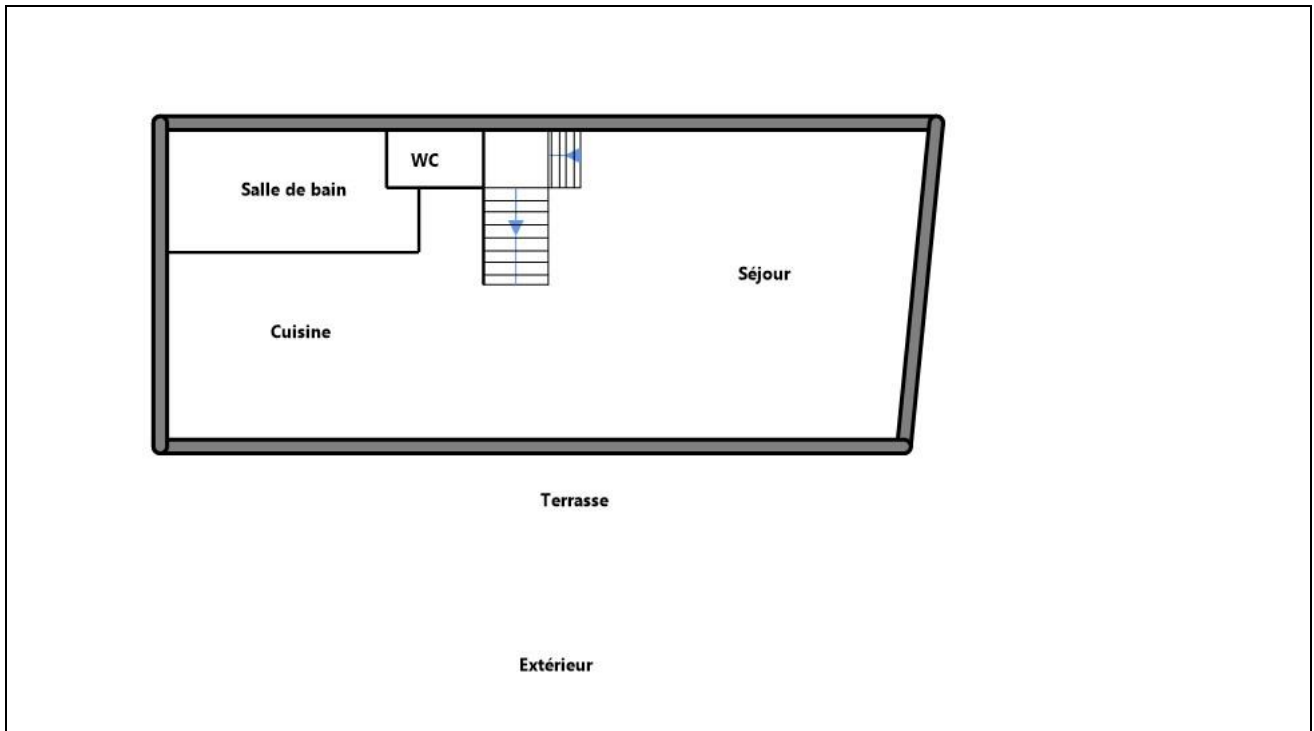 WC
Salle de bain
Séjour
Cuisine
Terrasse
Extérieur